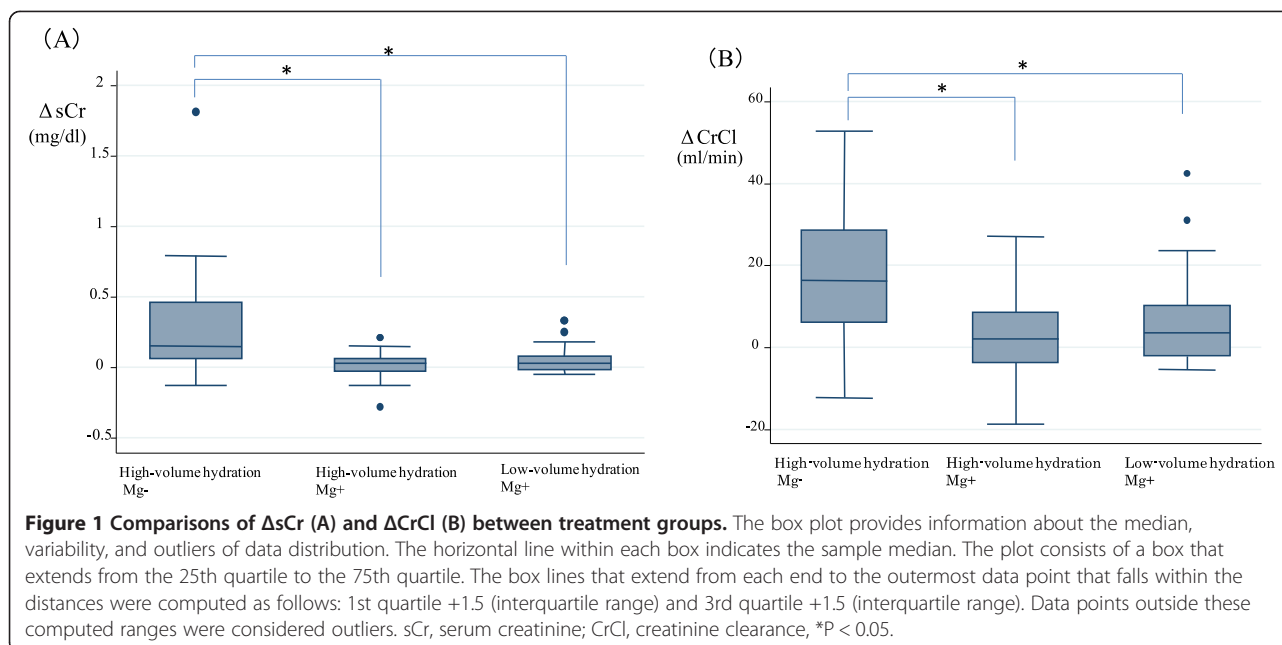 (A)
*
*
2
ΔsCr
(mg/dl)
1.5
1
0.5
0
-0.5
High-volume hydration
Mg-
High-volume hydration
Mg+
Low-volume hydration
Mg+
(B)
*
*
60
ΔCrCl
(ml/min)
40
20
0
-20
High-volume hydration
Mg-
High-volume hydration
Mg+
Low-volume hydration
Mg+
Figure 1 Comparisons of ΔsCr (A) and ΔCrCl (B) between treatment groups. The box plot provides information about the median,
variability, and outliers of data distribution. The horizontal line within each box indicates the sample median. The plot consists of a box that
extends from the 25th quartile to the 75th quartile. The box lines that extend from each end to the outermost data point that falls within the
distances were computed as follows: 1st quartile +1.5 (interquartile range) and 3rd quartile +1.5 (interquartile range). Data points outside these
computed ranges were considered outliers. sCr, serum creatinine; CrCl, creatinine clearance, *P < 0.05.